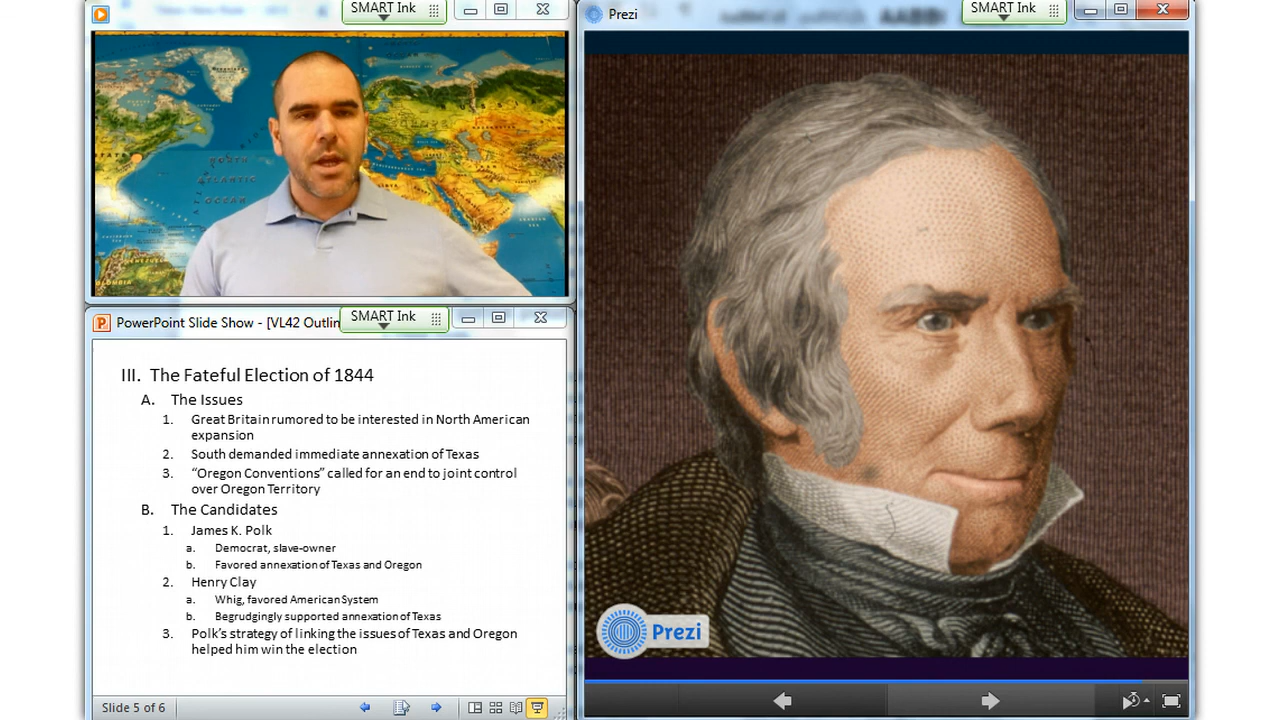 SMART Ink
Prezi
SMART Ink
NORTH
ATLANTIC
OCEAN
PowerPoint Slide Show - [VL42 Outlin
SMART Ink
III. The Fateful Election of 1844
A. The Issues
1. Great Britain rumored to be interested in North American
expansion
2. South demanded immediate annexation of Texas
3. “Oregon Conventions” called for an end to joint control
over Oregon Territory
B. The Candidates
1. James K. Polk
a. Democrat, slave-owner
b. Favored annexation of Texas and Oregon
2. Henry Clay
a. Whig, favored American System
b. Begrudgingly supported annexation of Texas
3. Polk’s strategy of linking the issues of Texas and Oregon
helped him win the election
Slide 5 of 6
Prezi